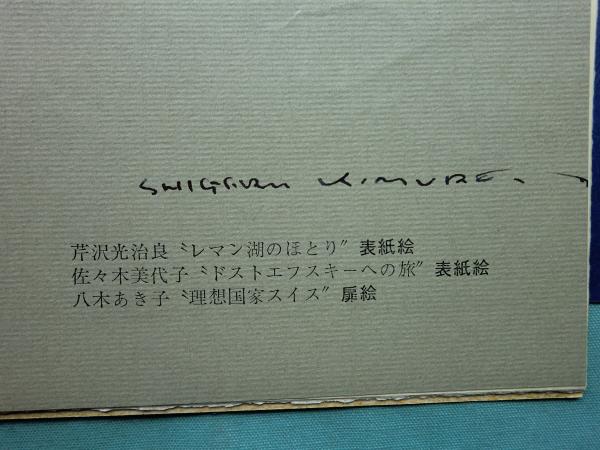 SHIGERU KIMURA
芹沢光治良〝レマン湖のほとり〟表紙絵
佐々木美代子〝ドストエフスキーへの旅〟表紙絵
八木あき子〝理想国家スイス〟扉絵